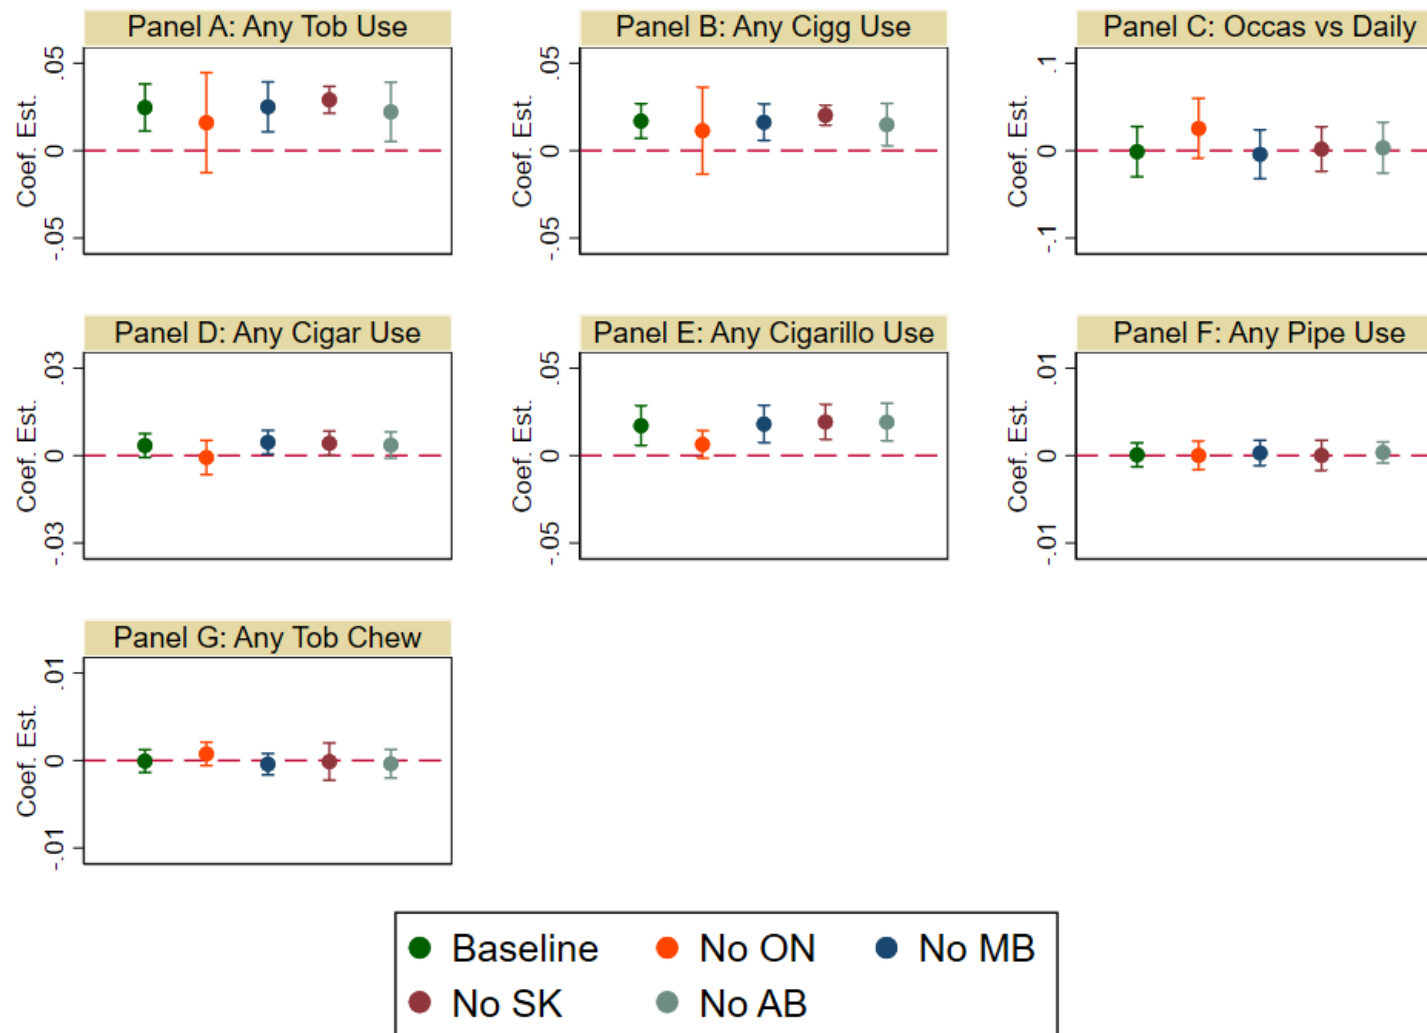 Panel A: Any Tob Use
Coef. Est.
.05
0
-.05
Panel B: Any Cigg Use
Coef. Est.
.05
0
-.05
Panel C: Occas vs Daily
Coef. Est.
.1
0
-.1
Panel D: Any Cigar Use
Coef. Est.
.03
0
-.03
Panel E: Any Cigarillo Use
Coef. Est.
.05
0
-.05
Panel F: Any Pipe Use
Coef. Est.
.01
0
-.01
Panel G: Any Tob Chew
Coef. Est.
.01
0
-.01
Baseline No ON No MB
No SK No AB